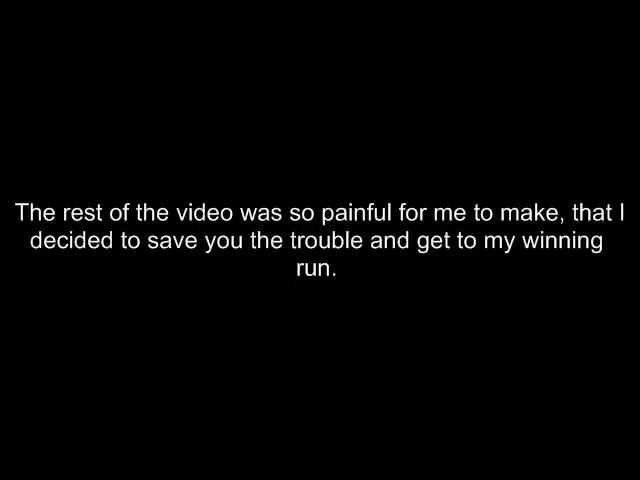 The rest of the video was so painful for me to make, that I
decided to save you the trouble and get to my winning
run.